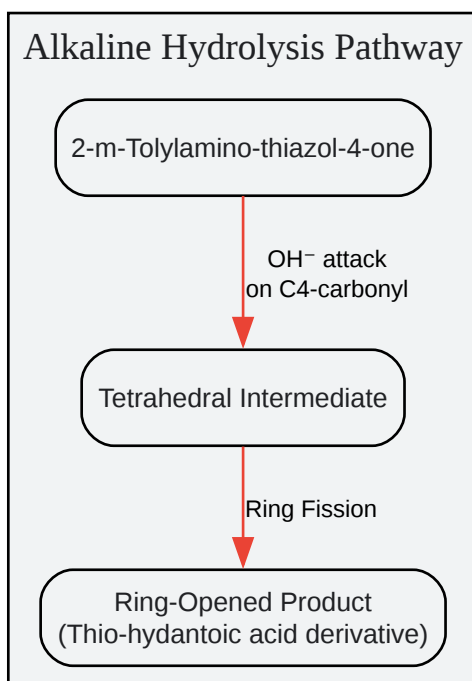 Alkaline Hydrolysis Pathway
2-m-Tolylamino-thiazol-4-one
OH⁻ attack
on C4-carbonyl
Tetrahedral Intermediate
Ring Fission
Ring-Opened Product
(Thio-hydantoic acid derivative)